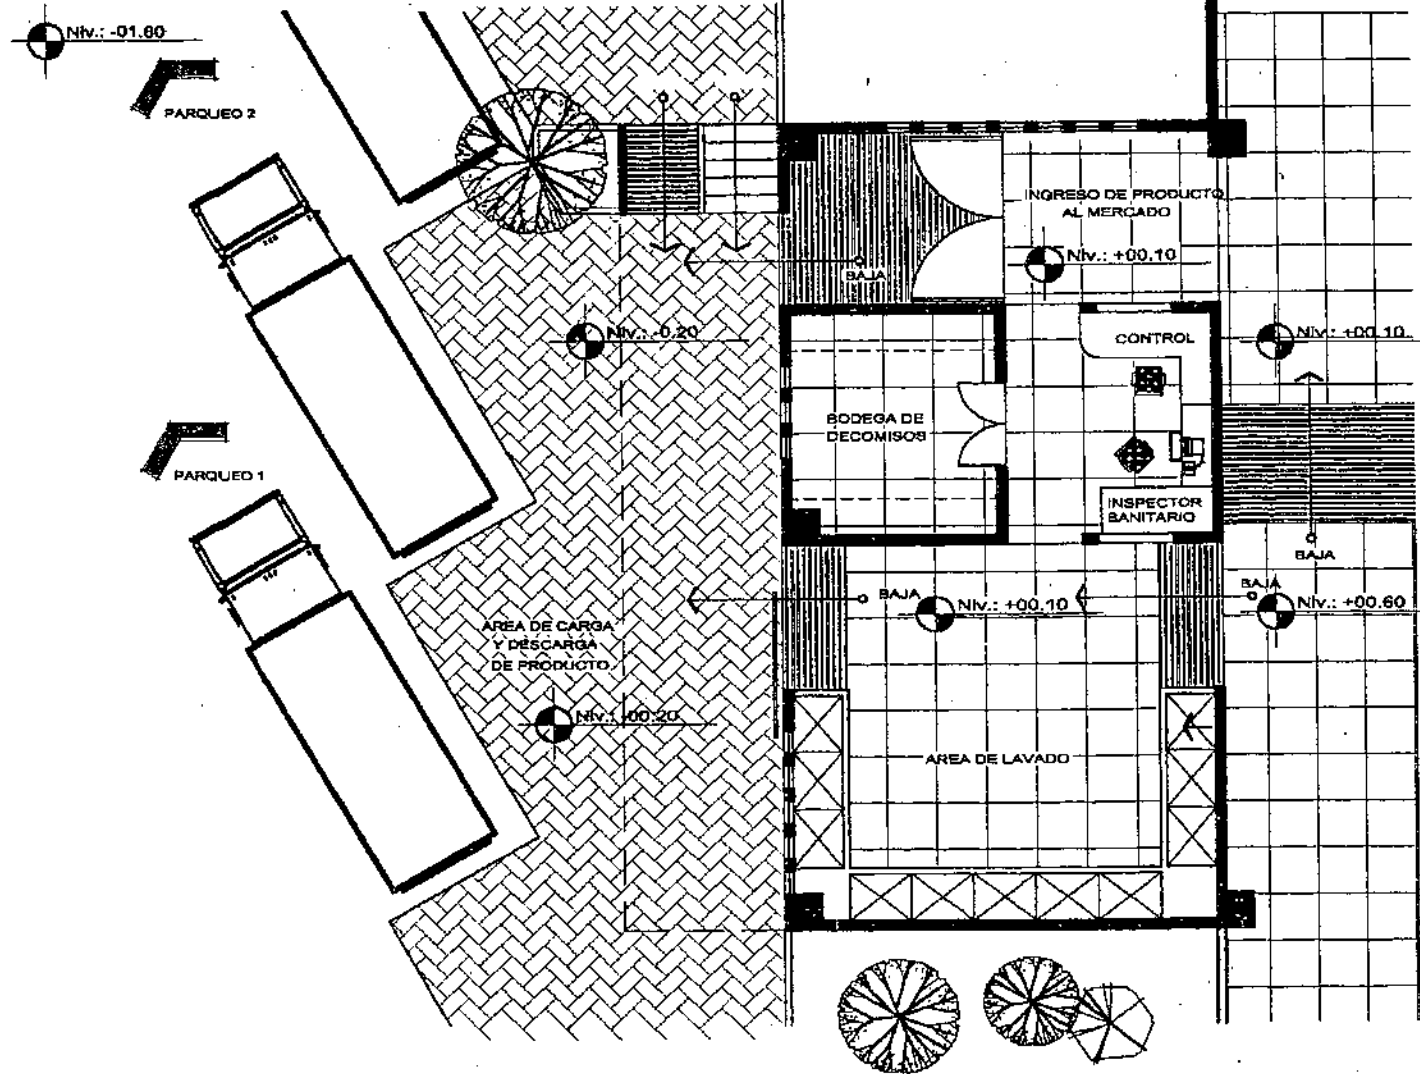 Niv.: -01.60
PARQUEO 2
INGRESO DE PRODUCTO
AL MERCADO
Niv.: +00.10
BAJA
Niv.: -0.20
Niv.: +00.10
CONTROL
BODEGA DE
DECOMISOS
PARQUEO 1
INSPECTOR
SANITARIO
BAJA
BAJA
BAJA
Niv.: +00.10
Niv.: +00.60
AREA DE CARGA
Y DESCARGA
DE PRODUCTO
Niv.: -00.20
AREA DE LAVADO